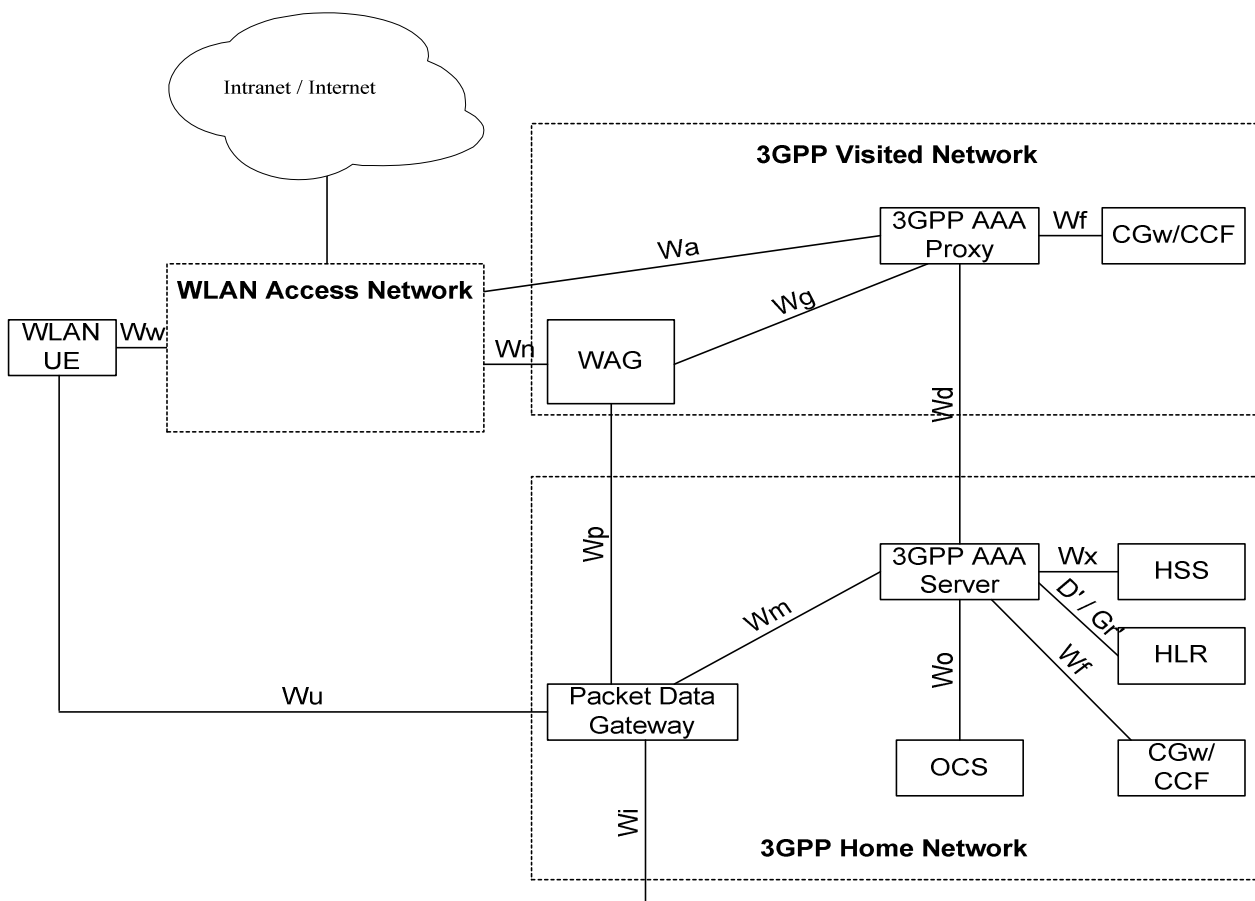 Intranet / Internet
3GPP Visited Network
3GPP AAA
Proxy
Wf
CGw/CCF
Wa
WLAN Access Network
Wg
WLAN
UE
Ww
Wn
WAG
Wd
Wp
3GPP AAA
Server
Wx
HSS
D' / Gr'
HLR
Wm
Wo
Wf
Wu
Packet Data
Gateway
OCS
CGw/
CCF
Wi
3GPP Home Network